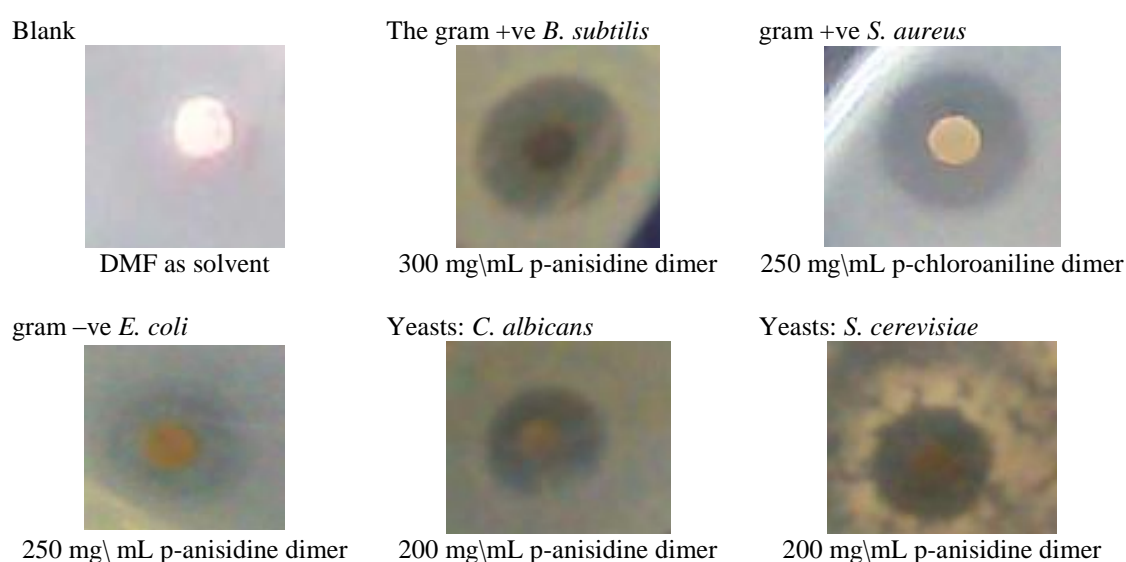 Blank
The gram +ve B. subtilis
gram +ve S. aureus
DMF as solvent
300 mg\mL p-anisidine dimer
250 mg\mL p-chloroaniline dimer
gram –ve E. coli
Yeasts: C. albicans
Yeasts: S. cerevisiae
250 mg\ mL p-anisidine dimer
200 mg\mL p-anisidine dimer
200 mg\mL p-anisidine dimer